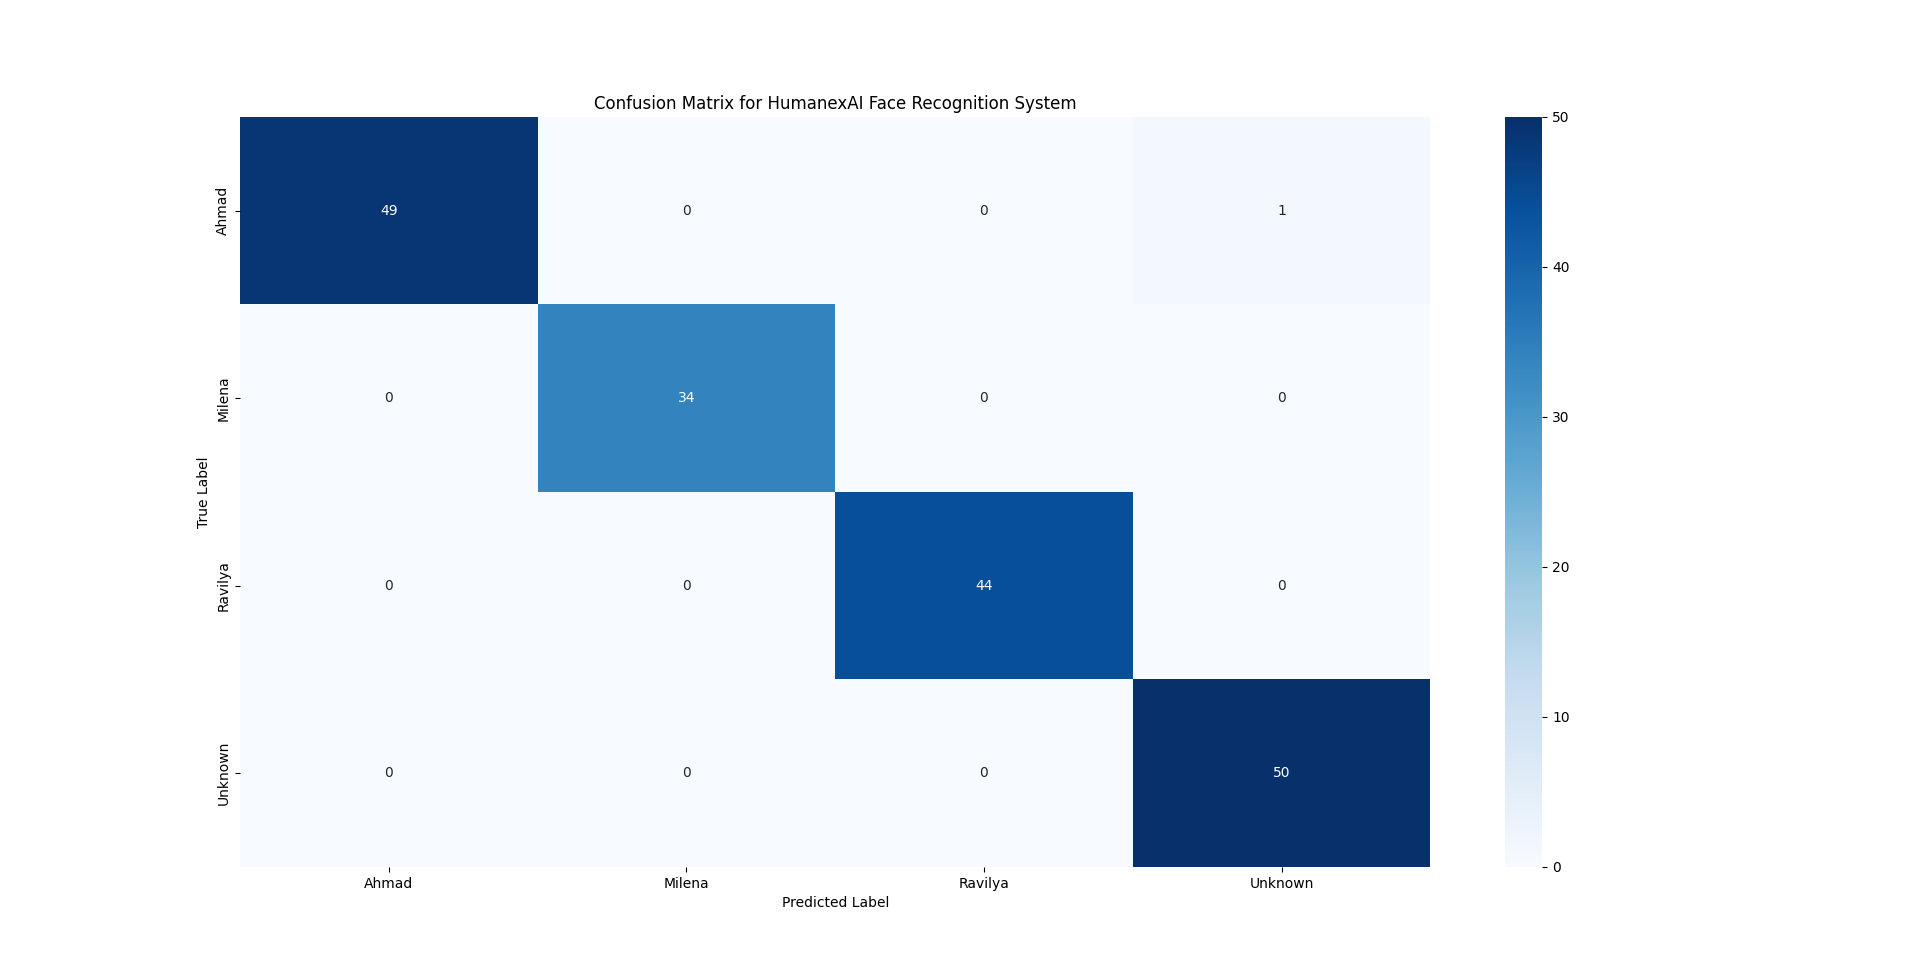 Confusion Matrix for HumanexAI Face Recognition System
True Label
Ahmad
49 0 0 1
Milena
0 34 0 0
Ravilya
0 0 44 0
Unknown
0 0 0 50
Ahmad Milena Ravilya Unknown
Predicted Label
50
40
30
20
10
0